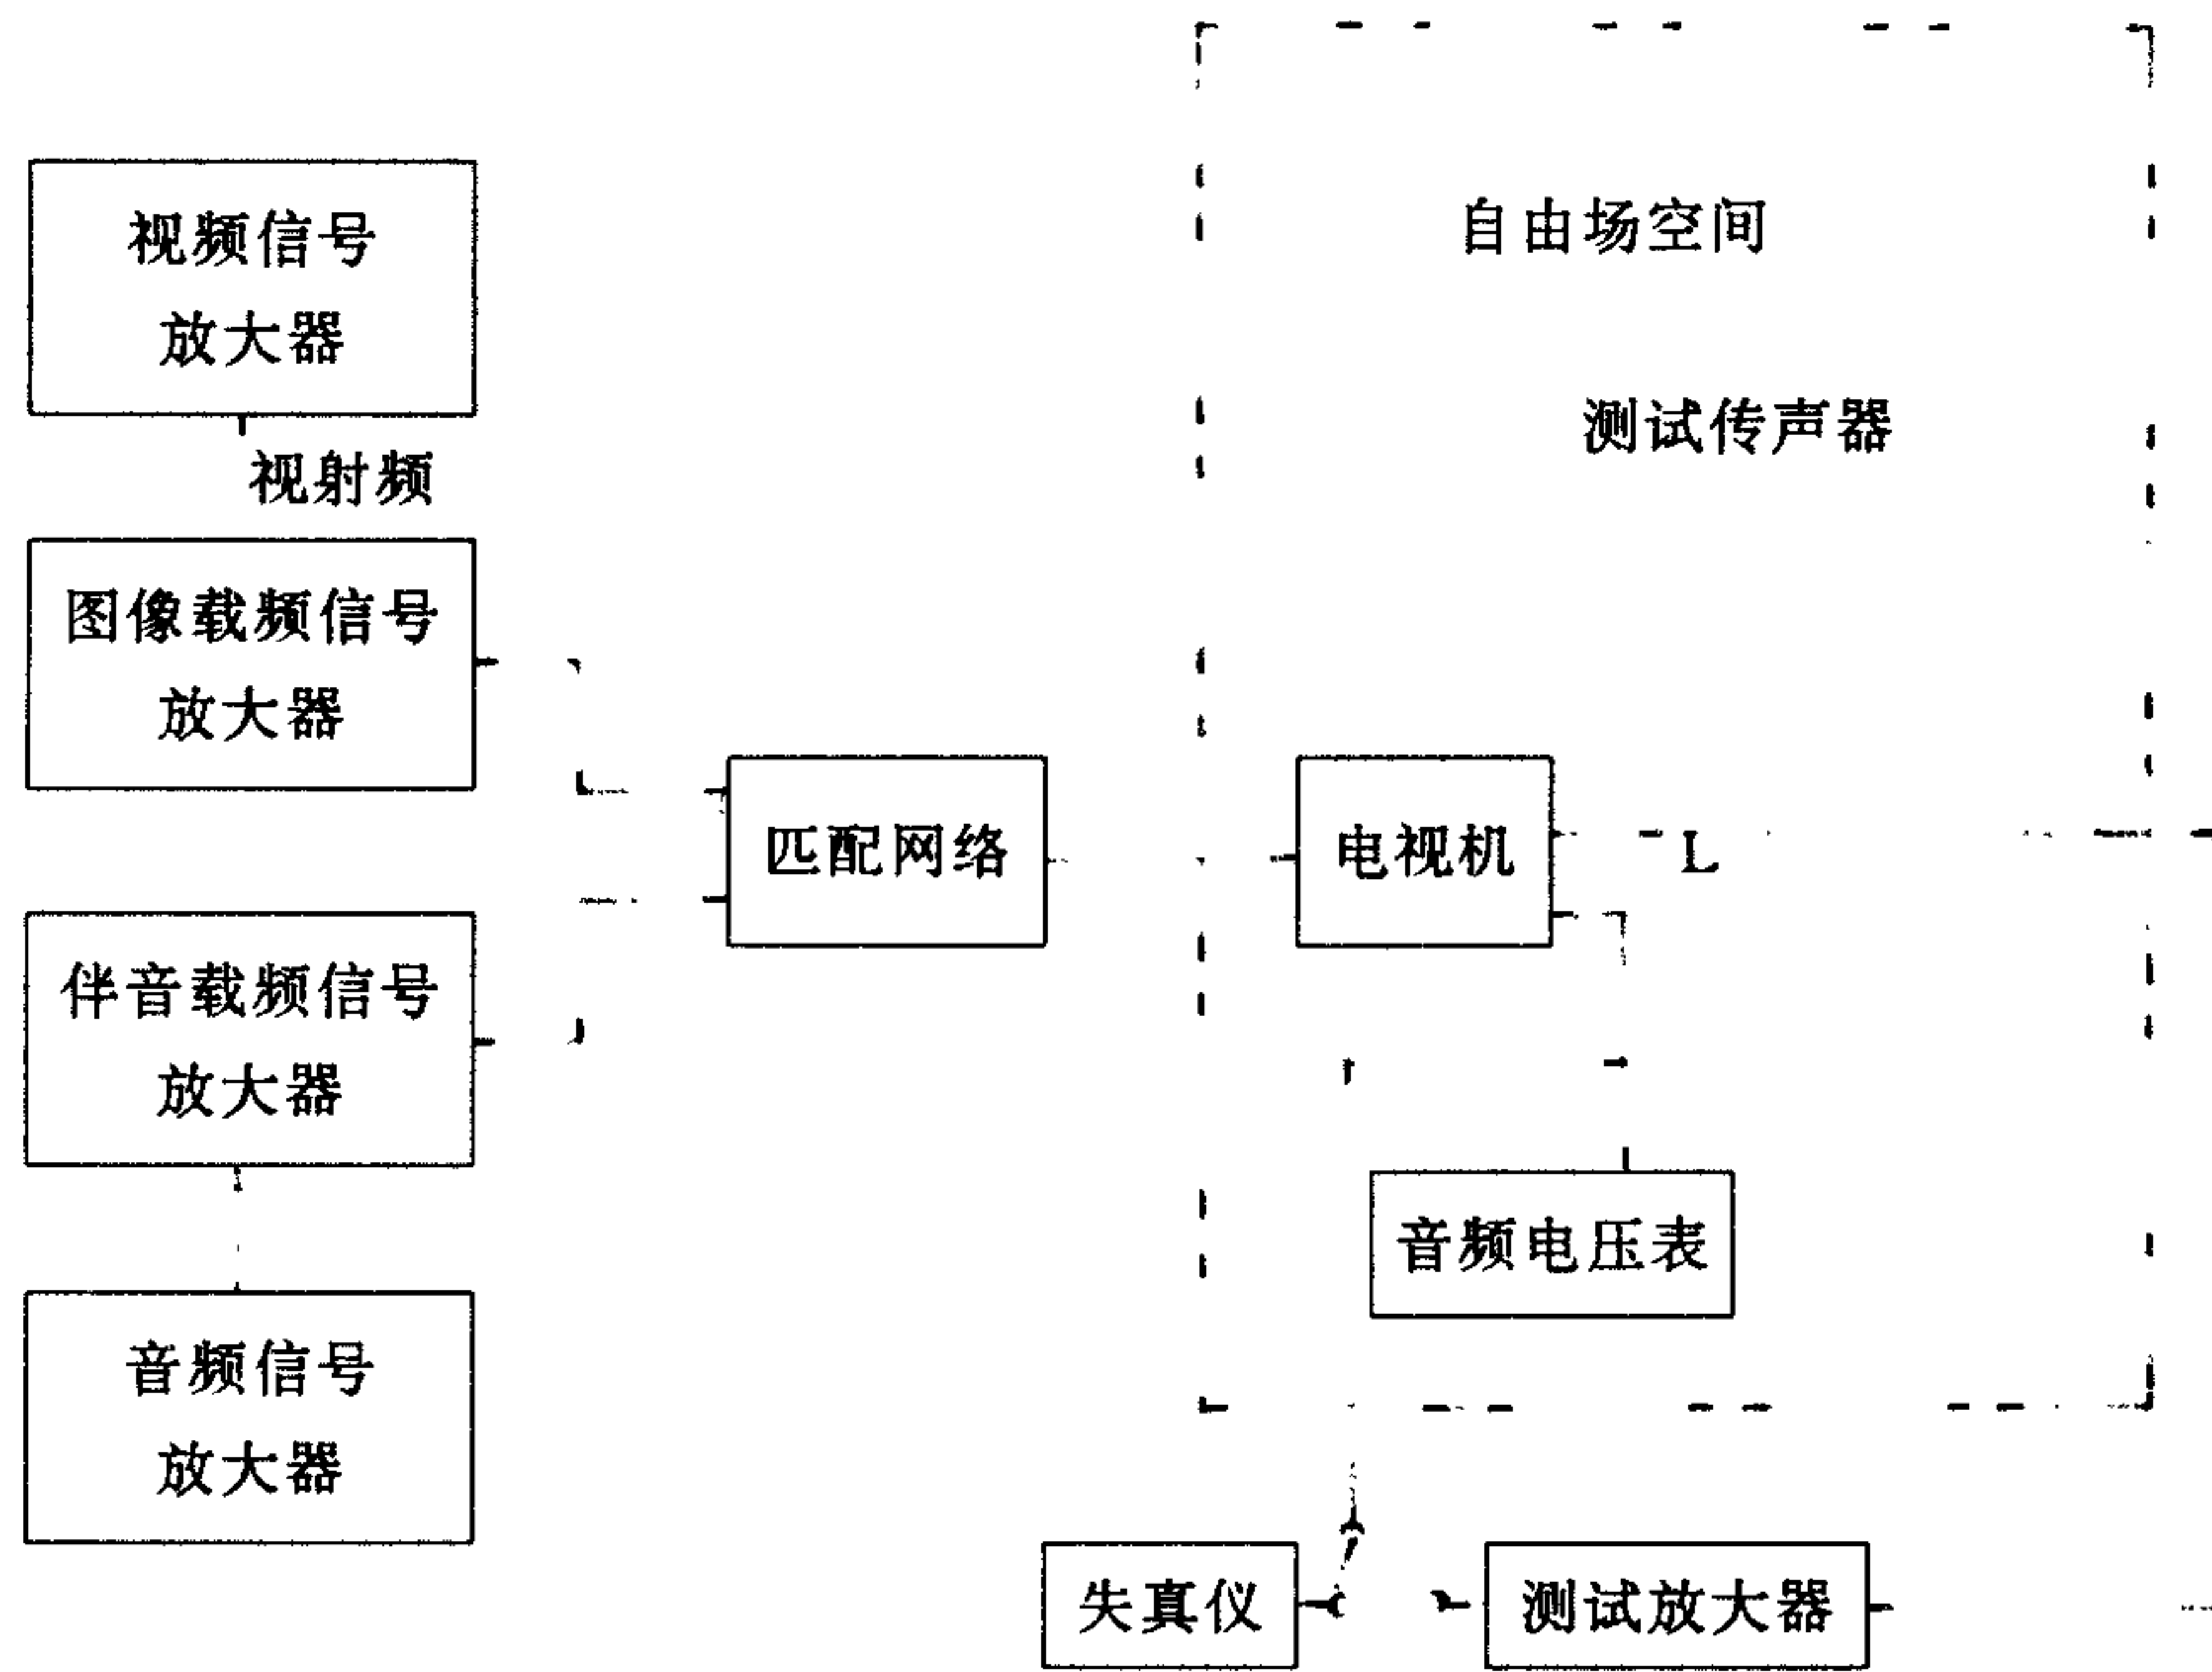 视频信号
放大器
视射频
图像载频信号
放大器
伴音载频信号
放大器
音频信号
放大器
匹配网络
自由场空间
测试传声器
电视机
L
音频电压表
失真仪
测试放大器